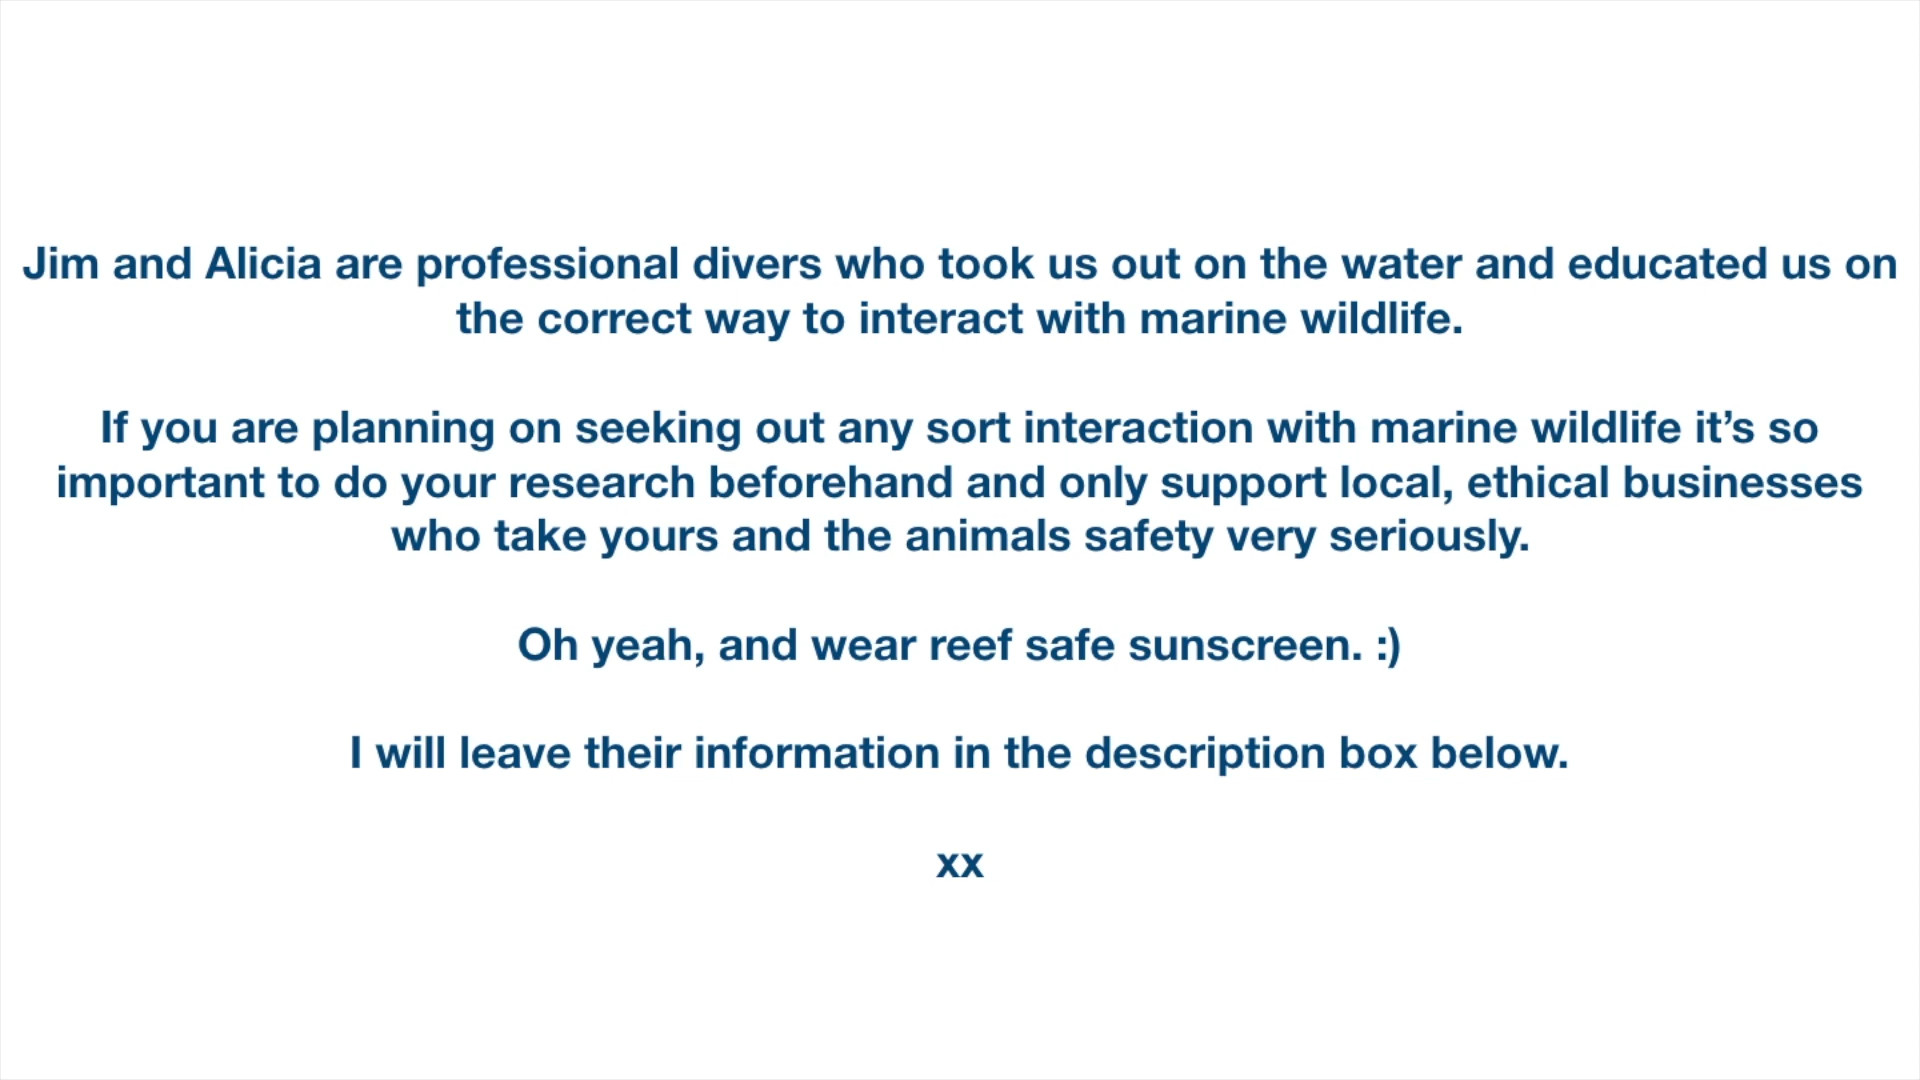 Jim and Alicia are professional divers who took us out on the water and educated us on
the correct way to interact with marine wildlife.
If you are planning on seeking out any sort interaction with marine wildlife it’s so
important to do your research beforehand and only support local, ethical businesses
who take yours and the animals safety very seriously.
Oh yeah, and wear reef safe sunscreen. :)
I will leave their information in the description box below.
xx